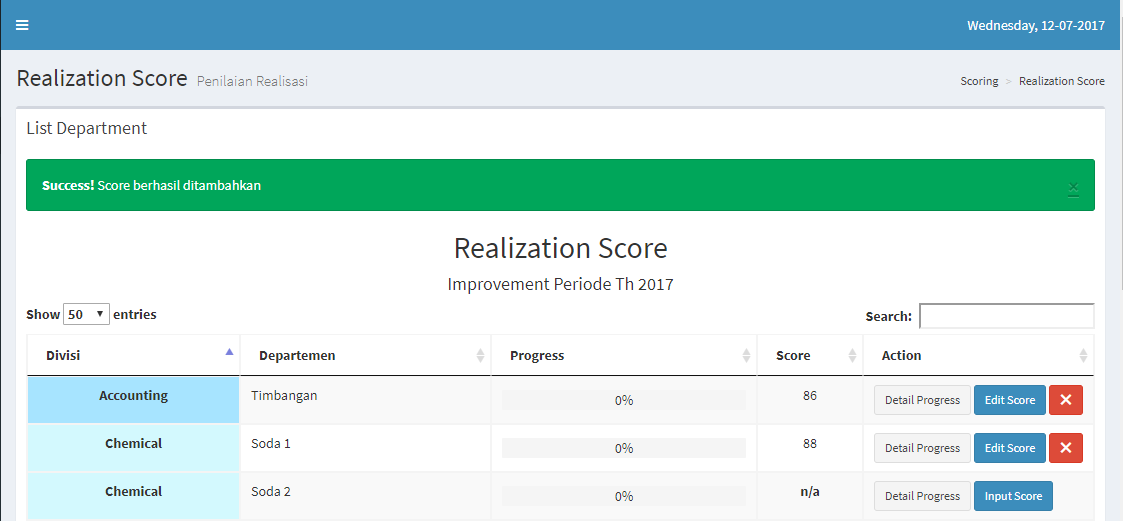 Wednesday, 12-07-2017
Realization Score Penilaian Realisasi
Scoring > Realization Score
List Department
Success! Score berhasil ditambahkan
×
Realization Score
Improvement Periode Th 2017
Show 50 entries
Search:
Divisi Departemen Progress Score Action
Accounting Timbangan 0% 86 Detail Progress Edit Score ×
Chemical Soda 1 0% 88 Detail Progress Edit Score ×
Chemical Soda 2 0% n/a Detail Progress Input Score